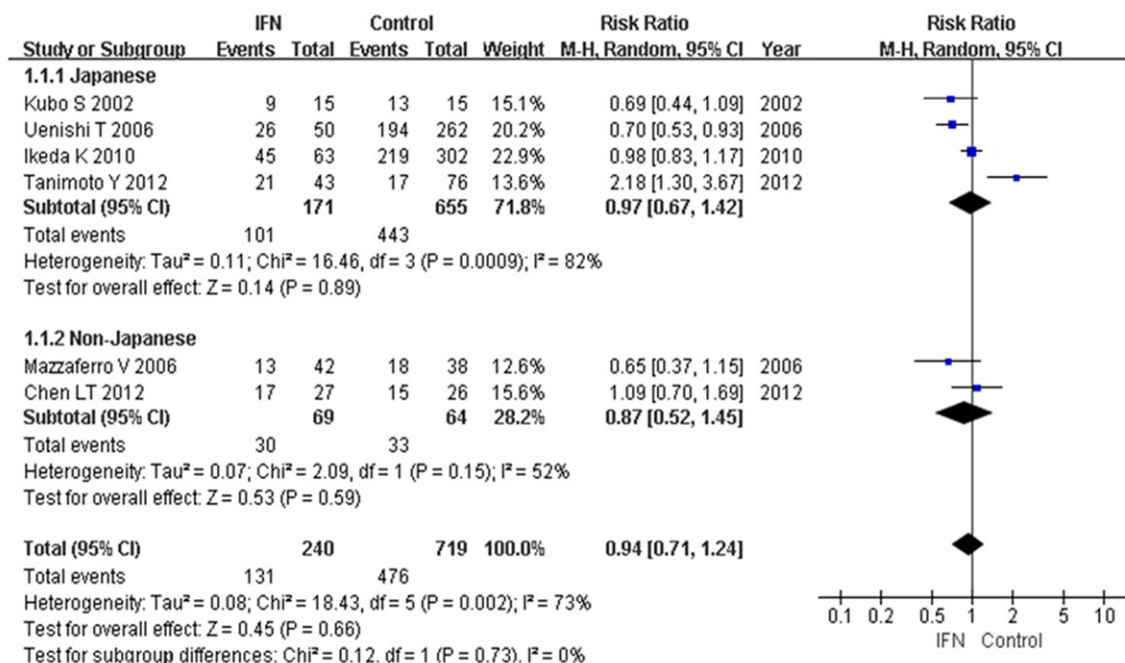 IFN Control Risk Ratio Risk Ratio
Study or Subgroup Events Total Events Total Weight M-H, Random, 95% CI Year M-H, Random, 95% CI
1.1.1 Japanese
Kubo S 2002 9 15 13 15 15.1% 0.69 [0.44, 1.09] 2002
Uenishi T 2006 26 50 194 262 20.2% 0.70 [0.53, 0.93] 2006
Ikeda K 2010 45 63 219 302 22.9% 0.98 [0.83, 1.17] 2010
Tanimoto Y 2012 21 43 17 76 13.6% 2.18 [1.30, 3.67] 2012
Subtotal (95% CI) 171 655 71.8% 0.97 [0.67, 1.42]
Total events 101 443
Heterogeneity: Tau² = 0.11; Chi² = 16.46, df = 3 (P = 0.0009); I² = 82%
Test for overall effect: Z = 0.14 (P = 0.89)
1.1.2 Non-Japanese
Mazzaferro V 2006 13 42 18 38 12.6% 0.65 [0.37, 1.15] 2006
Chen LT 2012 17 27 15 26 15.6% 1.09 [0.70, 1.69] 2012
Subtotal (95% CI) 69 64 28.2% 0.87 [0.52, 1.45]
Total events 30 33
Heterogeneity: Tau² = 0.07; Chi² = 2.09, df = 1 (P = 0.15); I² = 52%
Test for overall effect: Z = 0.53 (P = 0.59)
Total (95% CI) 240 719 100.0% 0.94 [0.71, 1.24]
Total events 131 476
Heterogeneity: Tau² = 0.08; Chi² = 18.43, df = 5 (P = 0.002); I² = 73%
Test for overall effect: Z = 0.45 (P = 0.66)
Test for subgroup differences: Chi² = 0.12, df = 1 (P = 0.73), I² = 0%
0.1 0.2 0.5 1 2 5 10
IFN Control